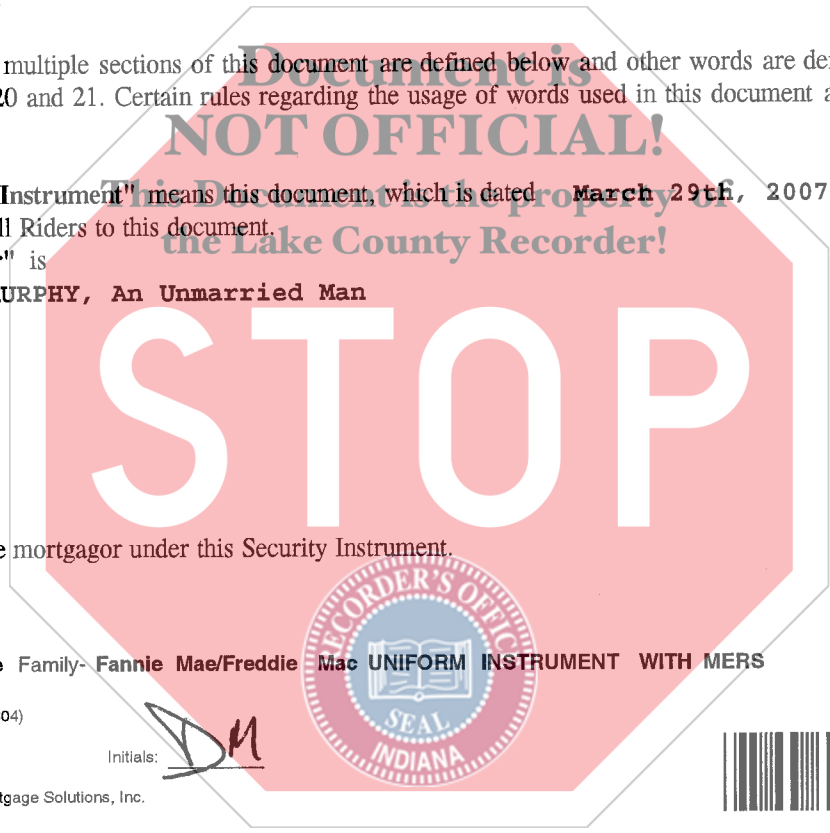 multiple sections of this document are defined below and other words are de
20 and 21. Certain rules regarding the usage of words used in this document a
Document is
NOT OFFICIAL!
This Document is the property of
the Lake County Recorder!
Instrument" means this document, which is dated March 29th, 2007
ll Riders to this document.
" is
URPHY, An Unmarried Man
STOP
e mortgagor under this Security Instrument.
RECORDER'S OFFICE
SEAL
INDIANA
e Family- Fannie Mae/Freddie Mac UNIFORM INSTRUMENT WITH MERS
04)
Initials: DM
tgage Solutions, Inc.